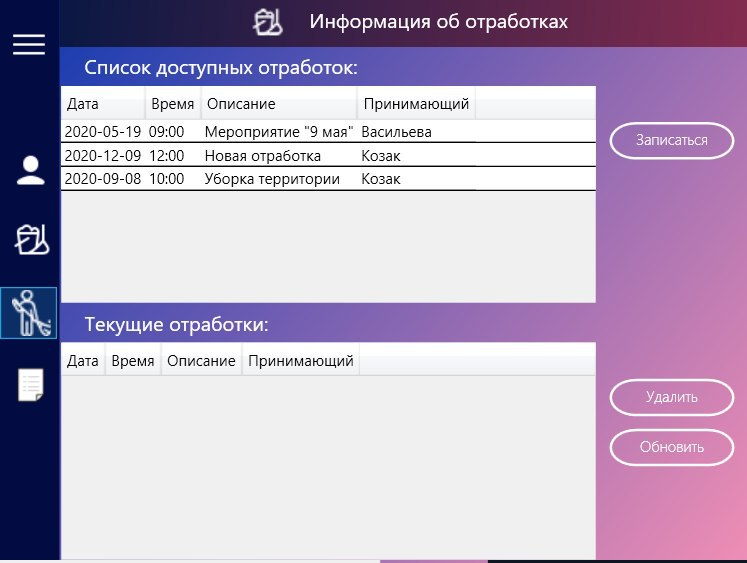 Информация об отработках
Список доступных отработок:
Дата Время Описание Принимающий
2020-05-19 09:00 Мероприятие "9 мая" Васильева
2020-12-09 12:00 Новая отработка Козак
2020-09-08 10:00 Уборка территории Козак
Записаться
Текущие отработки:
Дата Время Описание Принимающий
Удалить
Обновить